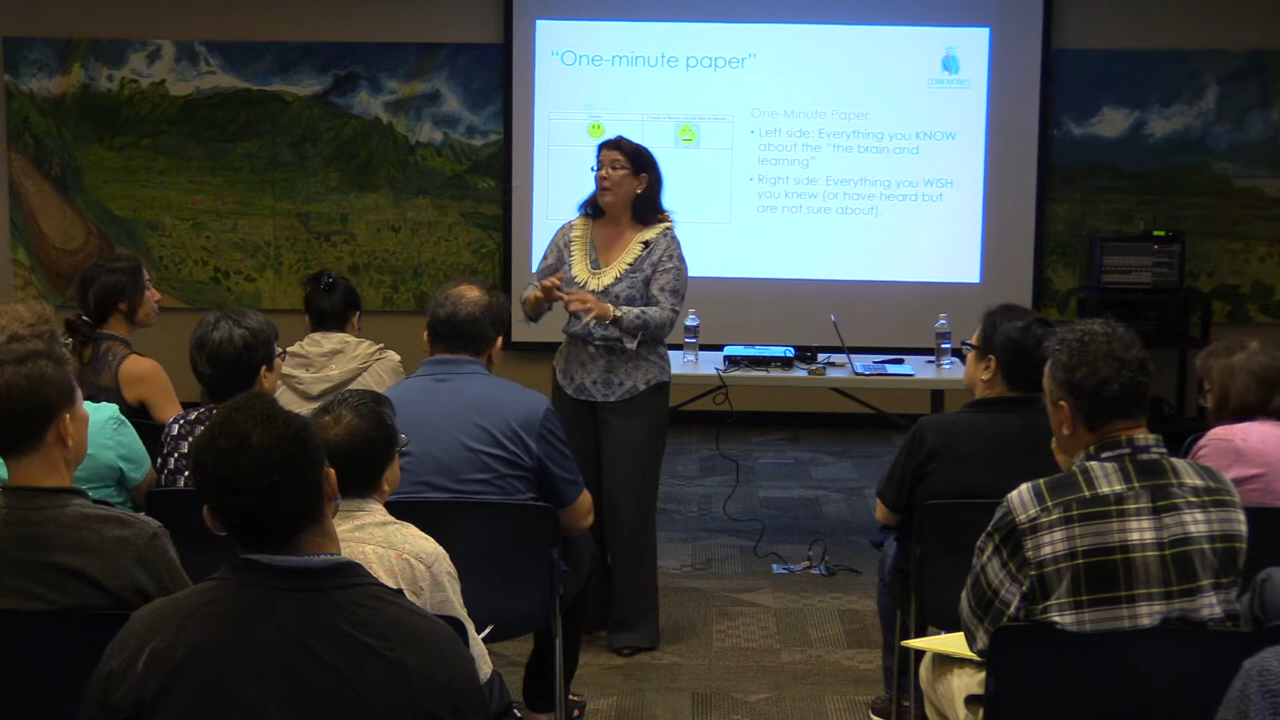 “One-minute paper”
CONEXIONES
One-Minute Paper
• Left side: Everything you KNOW
about the “the brain and
learning”
• Right side: Everything you WISH
you knew (or have heard but
are not sure about).